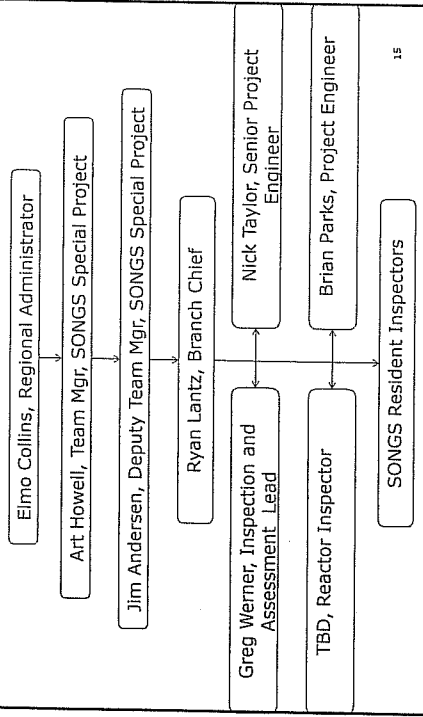 Elmo Collins, Regional Administrator
Art Howell, Team Mgr, SONGS Special Project
Jim Andersen, Deputy Team Mgr, SONGS Special Project
Ryan Lantz, Branch Chief
Greg Werner, Inspection and
Assessment Lead
Nick Taylor, Senior Project
Engineer
TBD, Reactor Inspector
Brian Parks, Project Engineer
SONGS Resident Inspectors
15